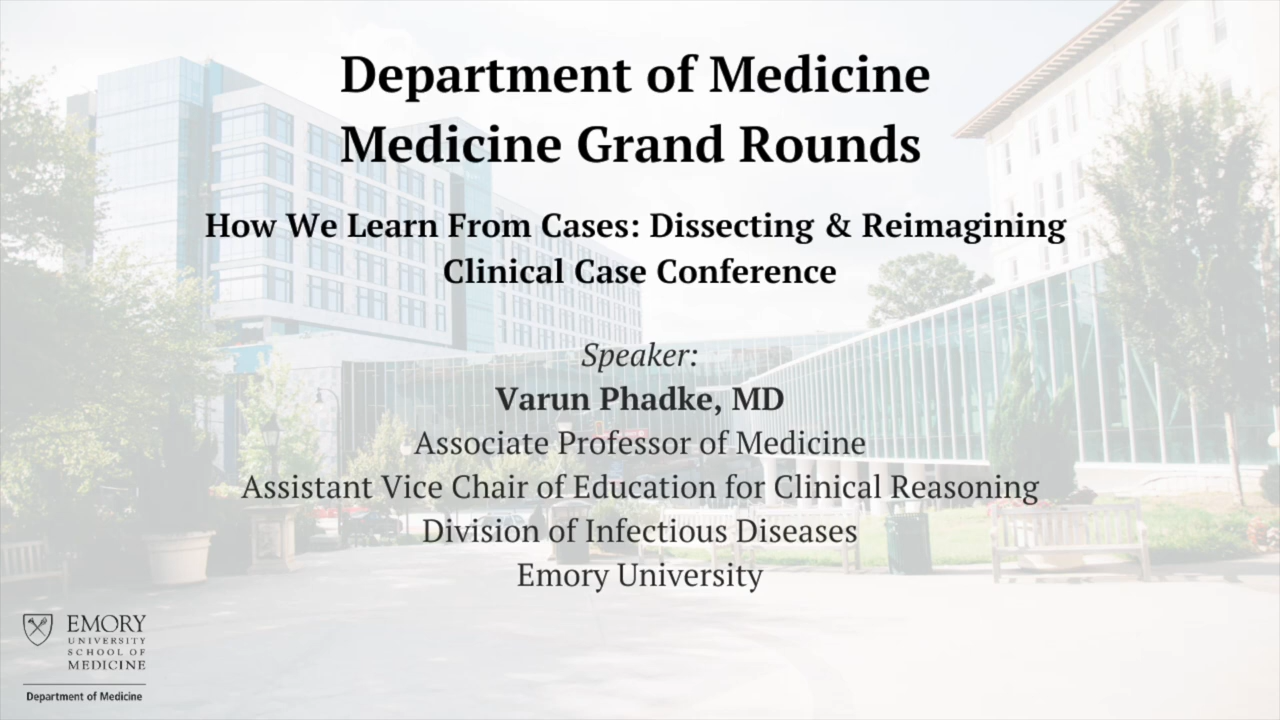 Department of Medicine
Medicine Grand Rounds
How We Learn From Cases: Dissecting & Reimagining
Clinical Case Conference
Speaker:
Varun Phadke, MD
Associate Professor of Medicine
Assistant Vice Chair of Education for Clinical Reasoning
Division of Infectious Diseases
Emory University
EMORY
UNIVERSITY
SCHOOL OF
MEDICINE
Department of Medicine